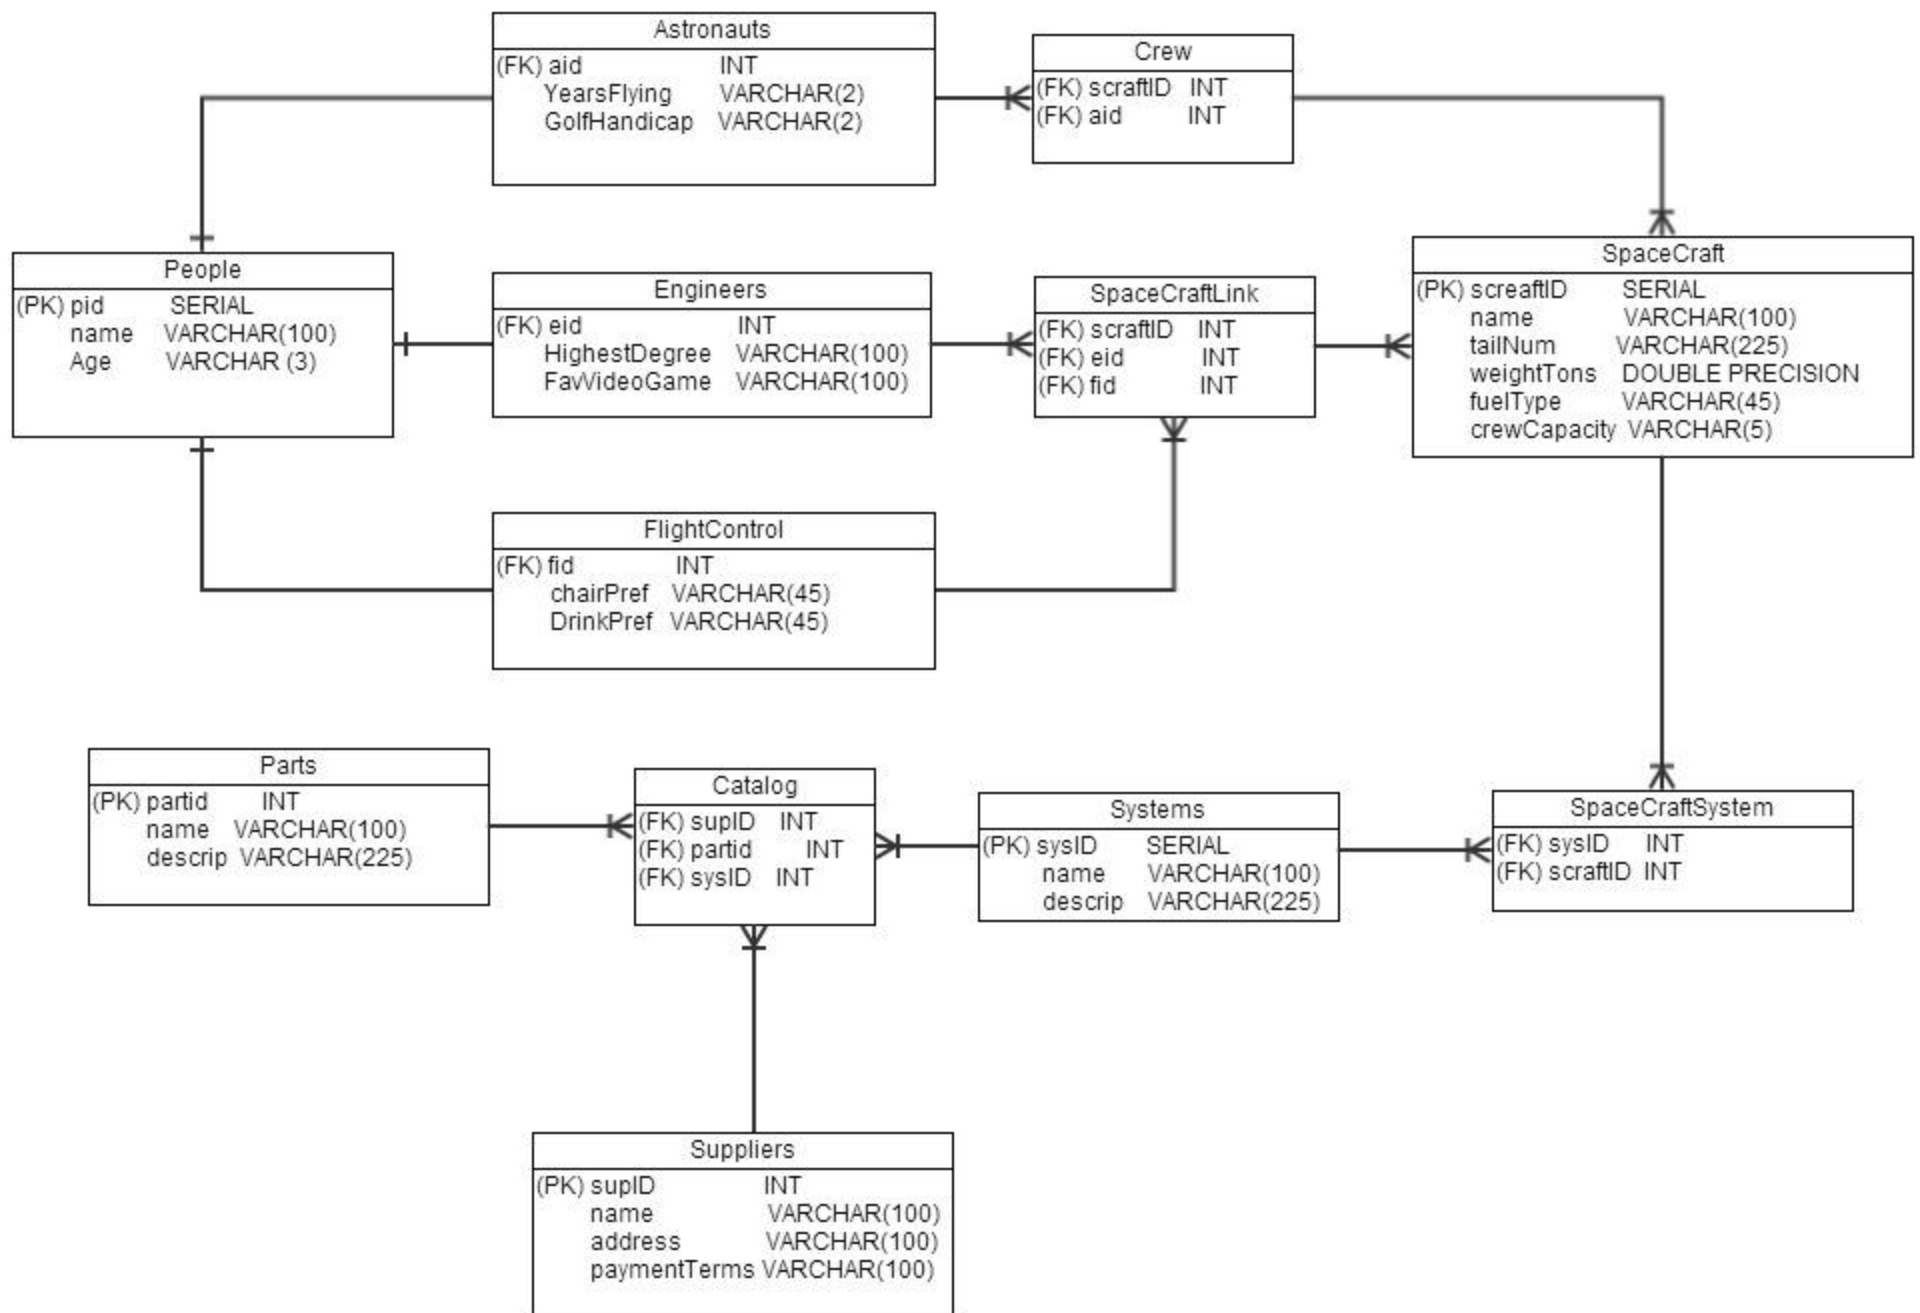 Astronauts
(FK) aid INT
YearsFlying VARCHAR(2)
GolfHandicap VARCHAR(2)
Crew
(FK) scraftID INT
(FK) aid INT
People
(PK) pid SERIAL
name VARCHAR(100)
Age VARCHAR (3)
Engineers
(FK) eid INT
HighestDegree VARCHAR(100)
FavVideoGame VARCHAR(100)
SpaceCraftLink
(FK) scraftID INT
(FK) eid INT
(FK) fid INT
SpaceCraft
(PK) screaftID SERIAL
name VARCHAR(100)
tailNum VARCHAR(225)
weightTons DOUBLE PRECISION
fuelType VARCHAR(45)
crewCapacity VARCHAR(5)
FlightControl
(FK) fid INT
chairPref VARCHAR(45)
DrinkPref VARCHAR(45)
Parts
(PK) partid INT
name VARCHAR(100)
descrip VARCHAR(225)
Catalog
(FK) supID INT
(FK) partid INT
(FK) sysID INT
Systems
(PK) sysID SERIAL
name VARCHAR(100)
descrip VARCHAR(225)
SpaceCraftSystem
(FK) sysID INT
(FK) scraftID INT
Suppliers
(PK) supID INT
name VARCHAR(100)
address VARCHAR(100)
paymentTerms VARCHAR(100)